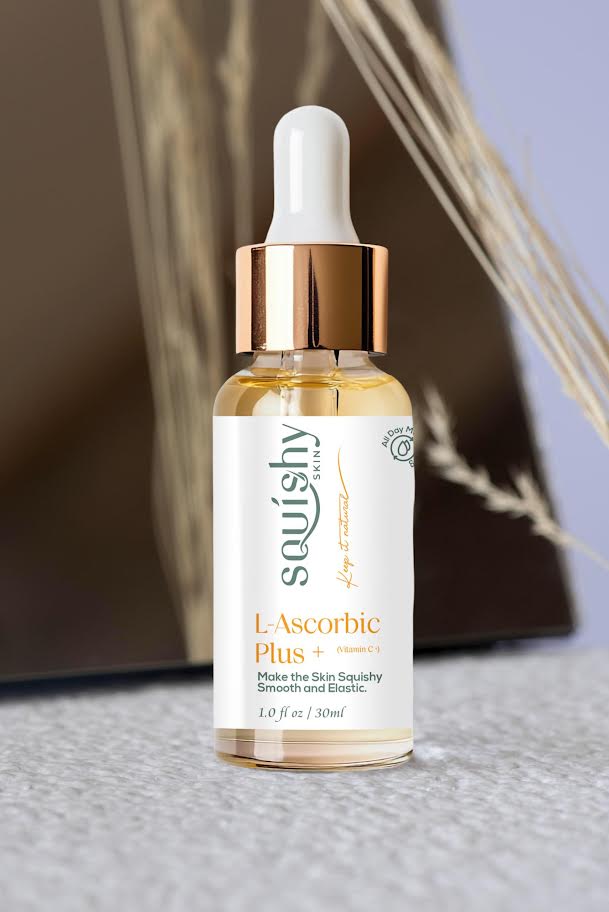 squishy
SKIN
Keep it natural
All Day
L-Ascorbic
Plus + (Vitamin C+)
Make the Skin Squishy
Smooth and Elastic.
1.0 fl oz / 30ml